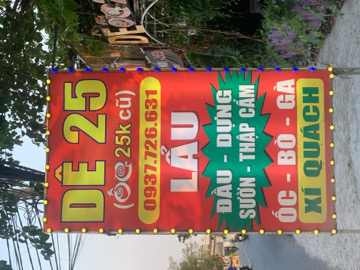 DÊ 25
(ỐC 25k cũ)
0937.726.631
LẨU
ĐẦU - DỰNG
SƯỜN - THẬP CẨM
ỐC - BÒ - GÀ
XÍ QUÁCH